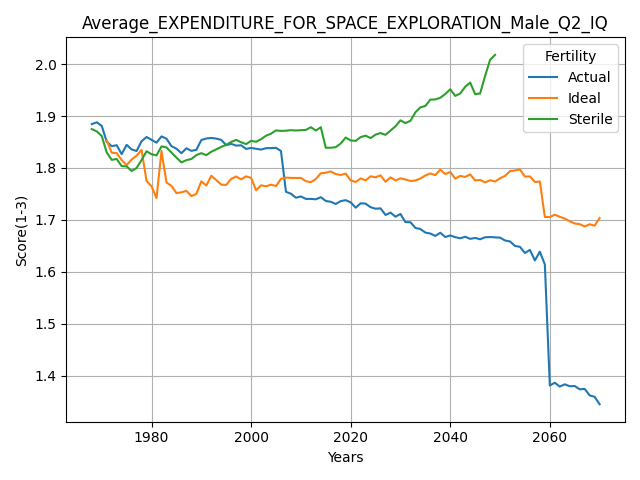 Average_EXPENDITURE_FOR_SPACE_EXPLORATION_Male_Q2_IQ
Fertility
Actual
Ideal
Sterile
Score(1-3)
2.0
1.9
1.8
1.7
1.6
1.5
1.4
1980
2000
2020
2040
2060
Years